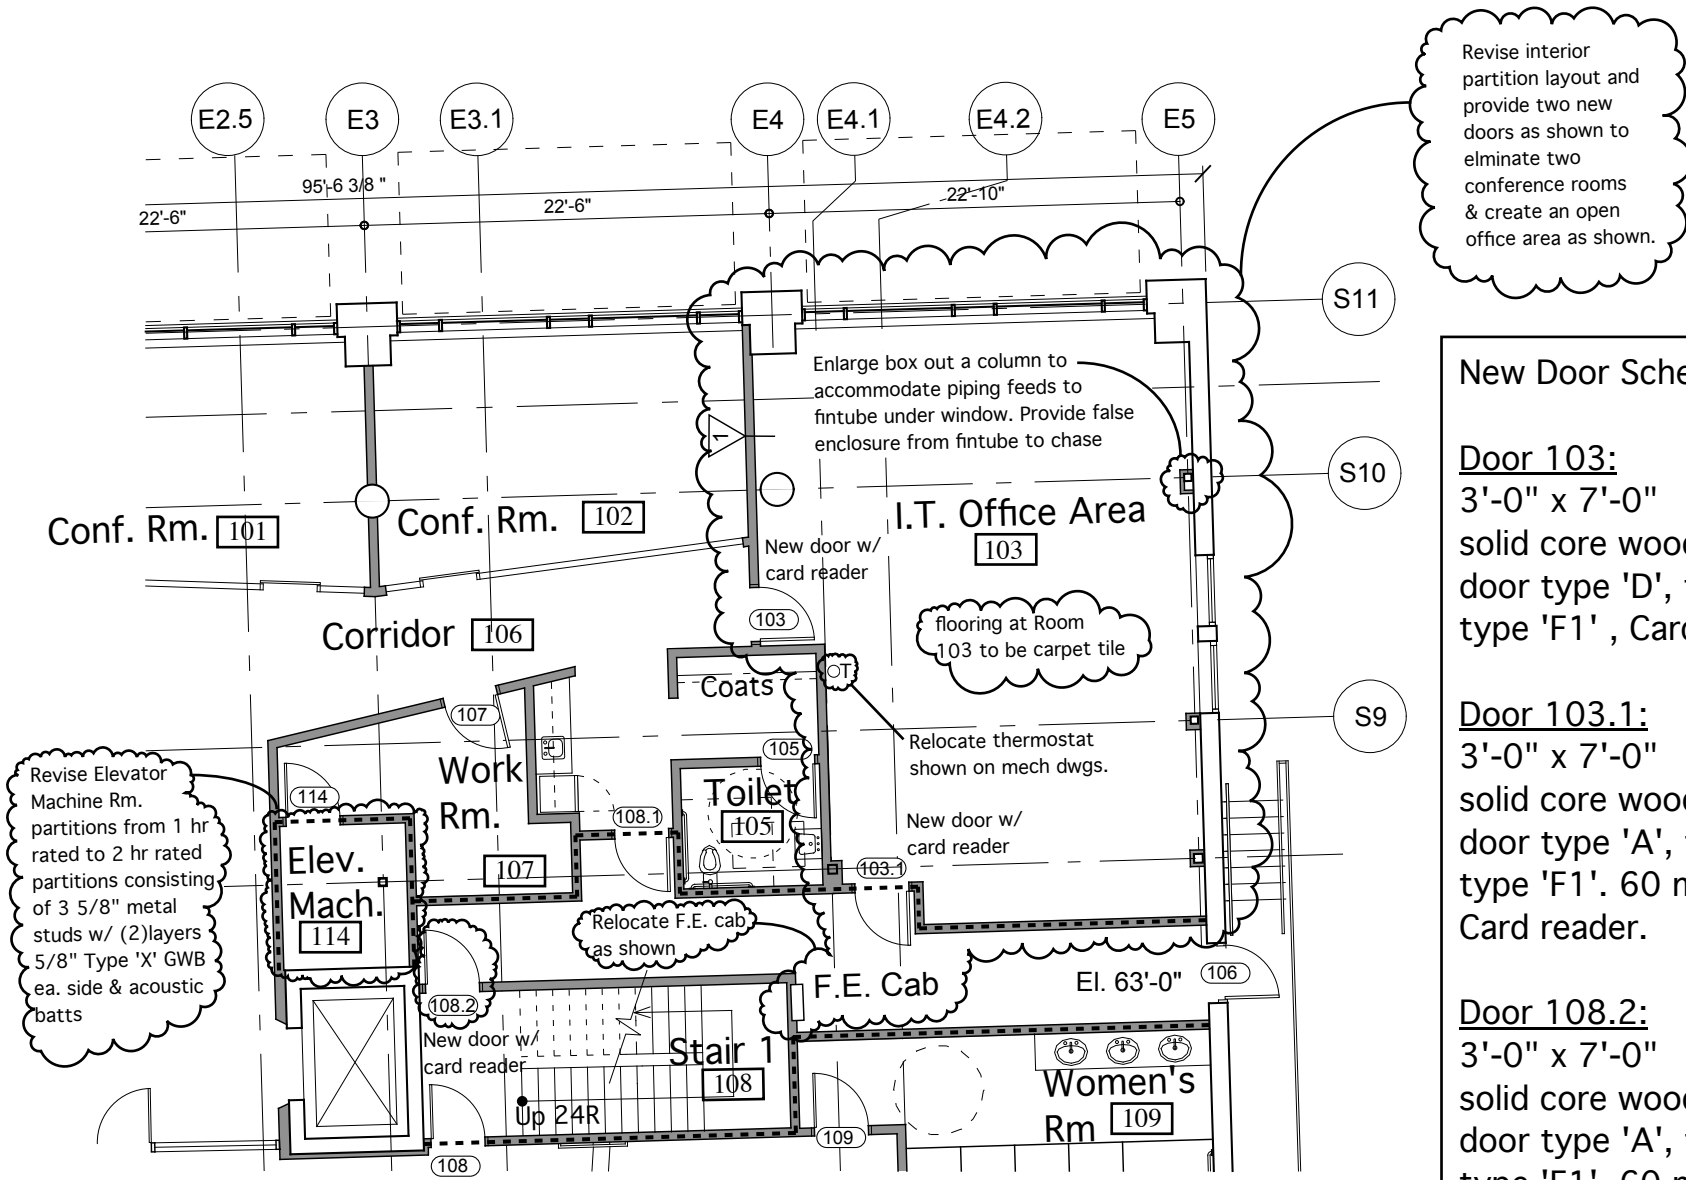 Revise interior
partition layout and
provide two new
doors as shown to
elminate two
conference rooms
& create an open
office area as shown.
E2.5
E3
E3.1
E4
E4.1
E4.2
E5
95'-6 3/8 "
22'-6"
22'-6"
22'-10"
S11
S10
S9
Enlarge box out a column to
accommodate piping feeds to
fintube under window. Provide false
enclosure from fintube to chase
1
Conf. Rm. 101
Conf. Rm. 102
I.T. Office Area
103
New door w/
card reader
103
flooring at Room
103 to be carpet tile
Corridor 106
Coats
T
107
105
Relocate thermostat
shown on mech dwgs.
Work
Rm.
107
Toilet
105
108.1
New door w/
card reader
103.1
Revise Elevator
Machine Rm.
partitions from 1 hr
rated to 2 hr rated
partitions consisting
of 3 5/8" metal
studs w/ (2)layers
5/8" Type 'X' GWB
ea. side & acoustic
batts
114
Elev.
Mach.
114
Relocate F.E. cab
as shown
F.E. Cab
El. 63'-0"
106
108.2
New door w/
card reader
Stair 1
108
Up 24R
Women's
Rm 109
109
108
New Door Sche
Door 103:
3'-0" x 7'-0"
solid core wood
door type 'D',
type 'F1' , Card
Door 103.1:
3'-0" x 7'-0"
solid core wood
door type 'A',
type 'F1'. 60 m
Card reader.
Door 108.2:
3'-0" x 7'-0"
solid core wood
door type 'A',
type 'F1'. 60 m